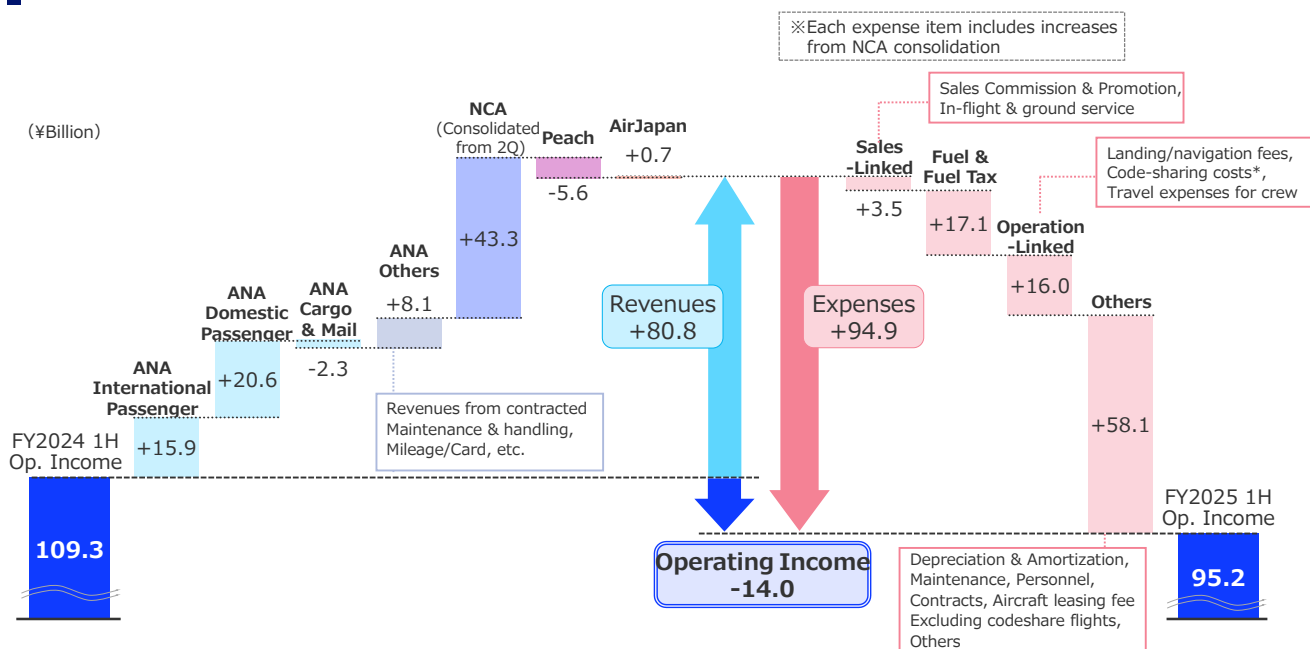 ※Each expense item includes increases
from NCA consolidation
(¥Billion)
NCA
(Consolidated
from 2Q)
+43.3
Peach
-5.6
AirJapan
+0.7
Sales Commission & Promotion,
In-flight & ground service
Sales
-Linked
+3.5
Fuel &
Fuel Tax
+17.1
Landing/navigation fees,
Code-sharing costs*,
Travel expenses for crew
Operation
-Linked
+16.0
Others
+58.1
ANA
Others
+8.1
ANA
Cargo
& Mail
-2.3
ANA
Domestic
Passenger
+20.6
ANA
International
Passenger
+15.9
Revenues
+80.8
Expenses
+94.9
Revenues from contracted
Maintenance & handling,
Mileage/Card, etc.
FY2024 1H
Op. Income
109.3
Operating Income
-14.0
Depreciation & Amortization,
Maintenance, Personnel,
Contracts, Aircraft leasing fee
Excluding codeshare flights,
Others
FY2025 1H
Op. Income
95.2